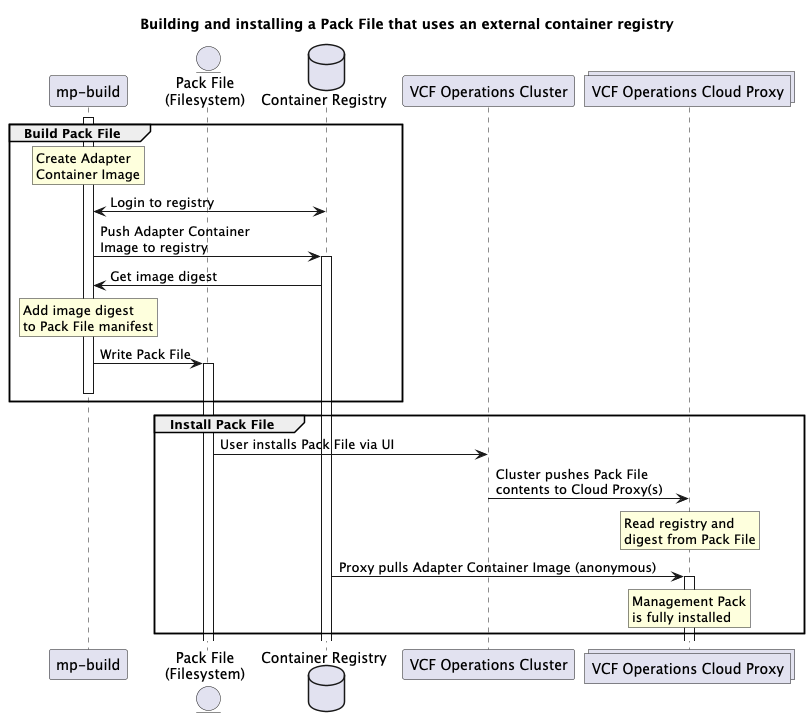 Building and installing a Pack File that uses an external container registry
mp-build
Pack File
(Filesystem)
Container Registry
VCF Operations Cluster
VCF Operations Cloud Proxy
Build Pack File
Create Adapter
Container Image
Login to registry
Push Adapter Container
Image to registry
Get image digest
Add image digest
to Pack File manifest
Write Pack File
Install Pack File
User installs Pack File via UI
Cluster pushes Pack File
contents to Cloud Proxy(s)
Read registry and
digest from Pack File
Proxy pulls Adapter Container Image (anonymous)
Management Pack
is fully installed
mp-build
Pack File
(Filesystem)
Container Registry
VCF Operations Cluster
VCF Operations Cloud Proxy